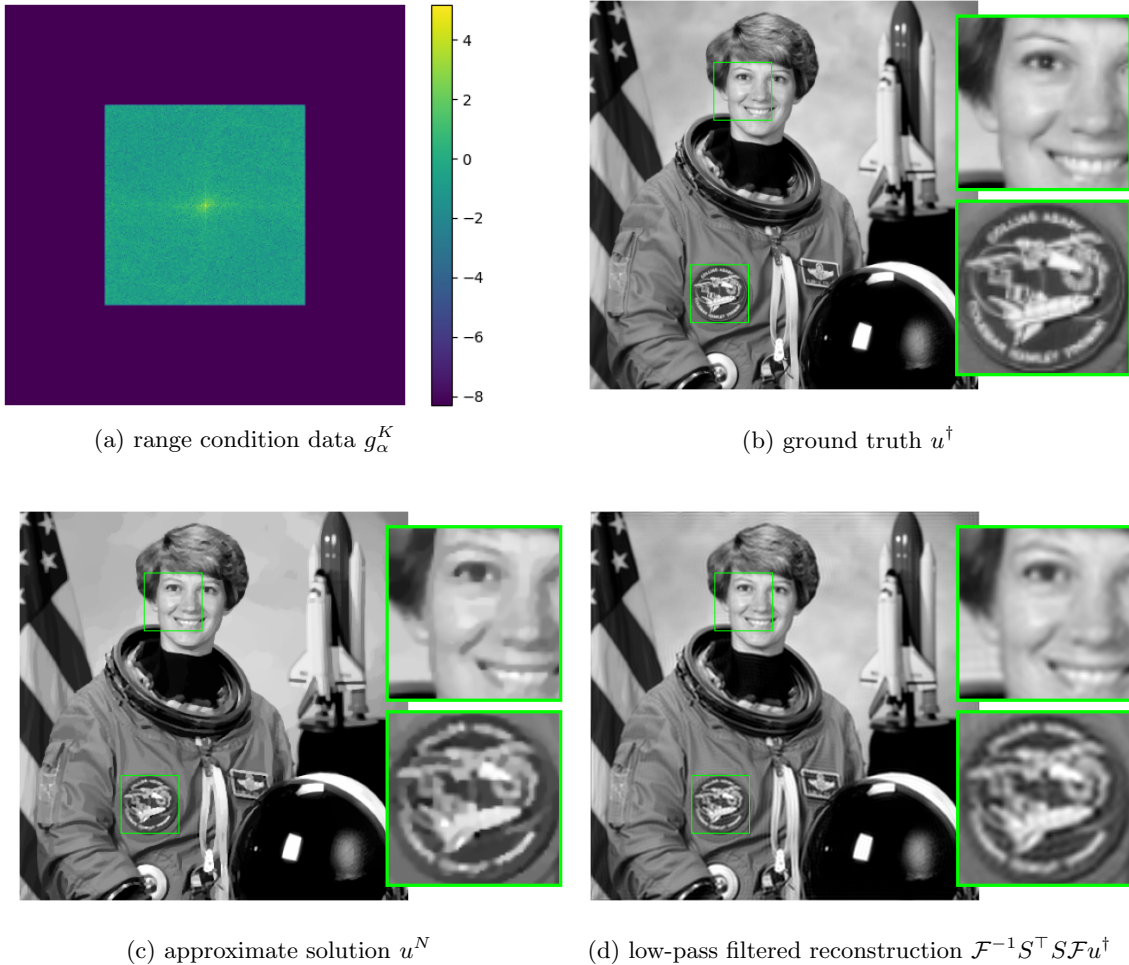 4
2
0
−2
−4
−6
−8
(a) range condition data $g_\alpha^K$
(b) ground truth $u^\dagger$
(c) approximate solution $u^N$
(d) low-pass filtered reconstruction $\mathcal{F}^{-1}S^\top S\mathcal{F}u^\dagger$